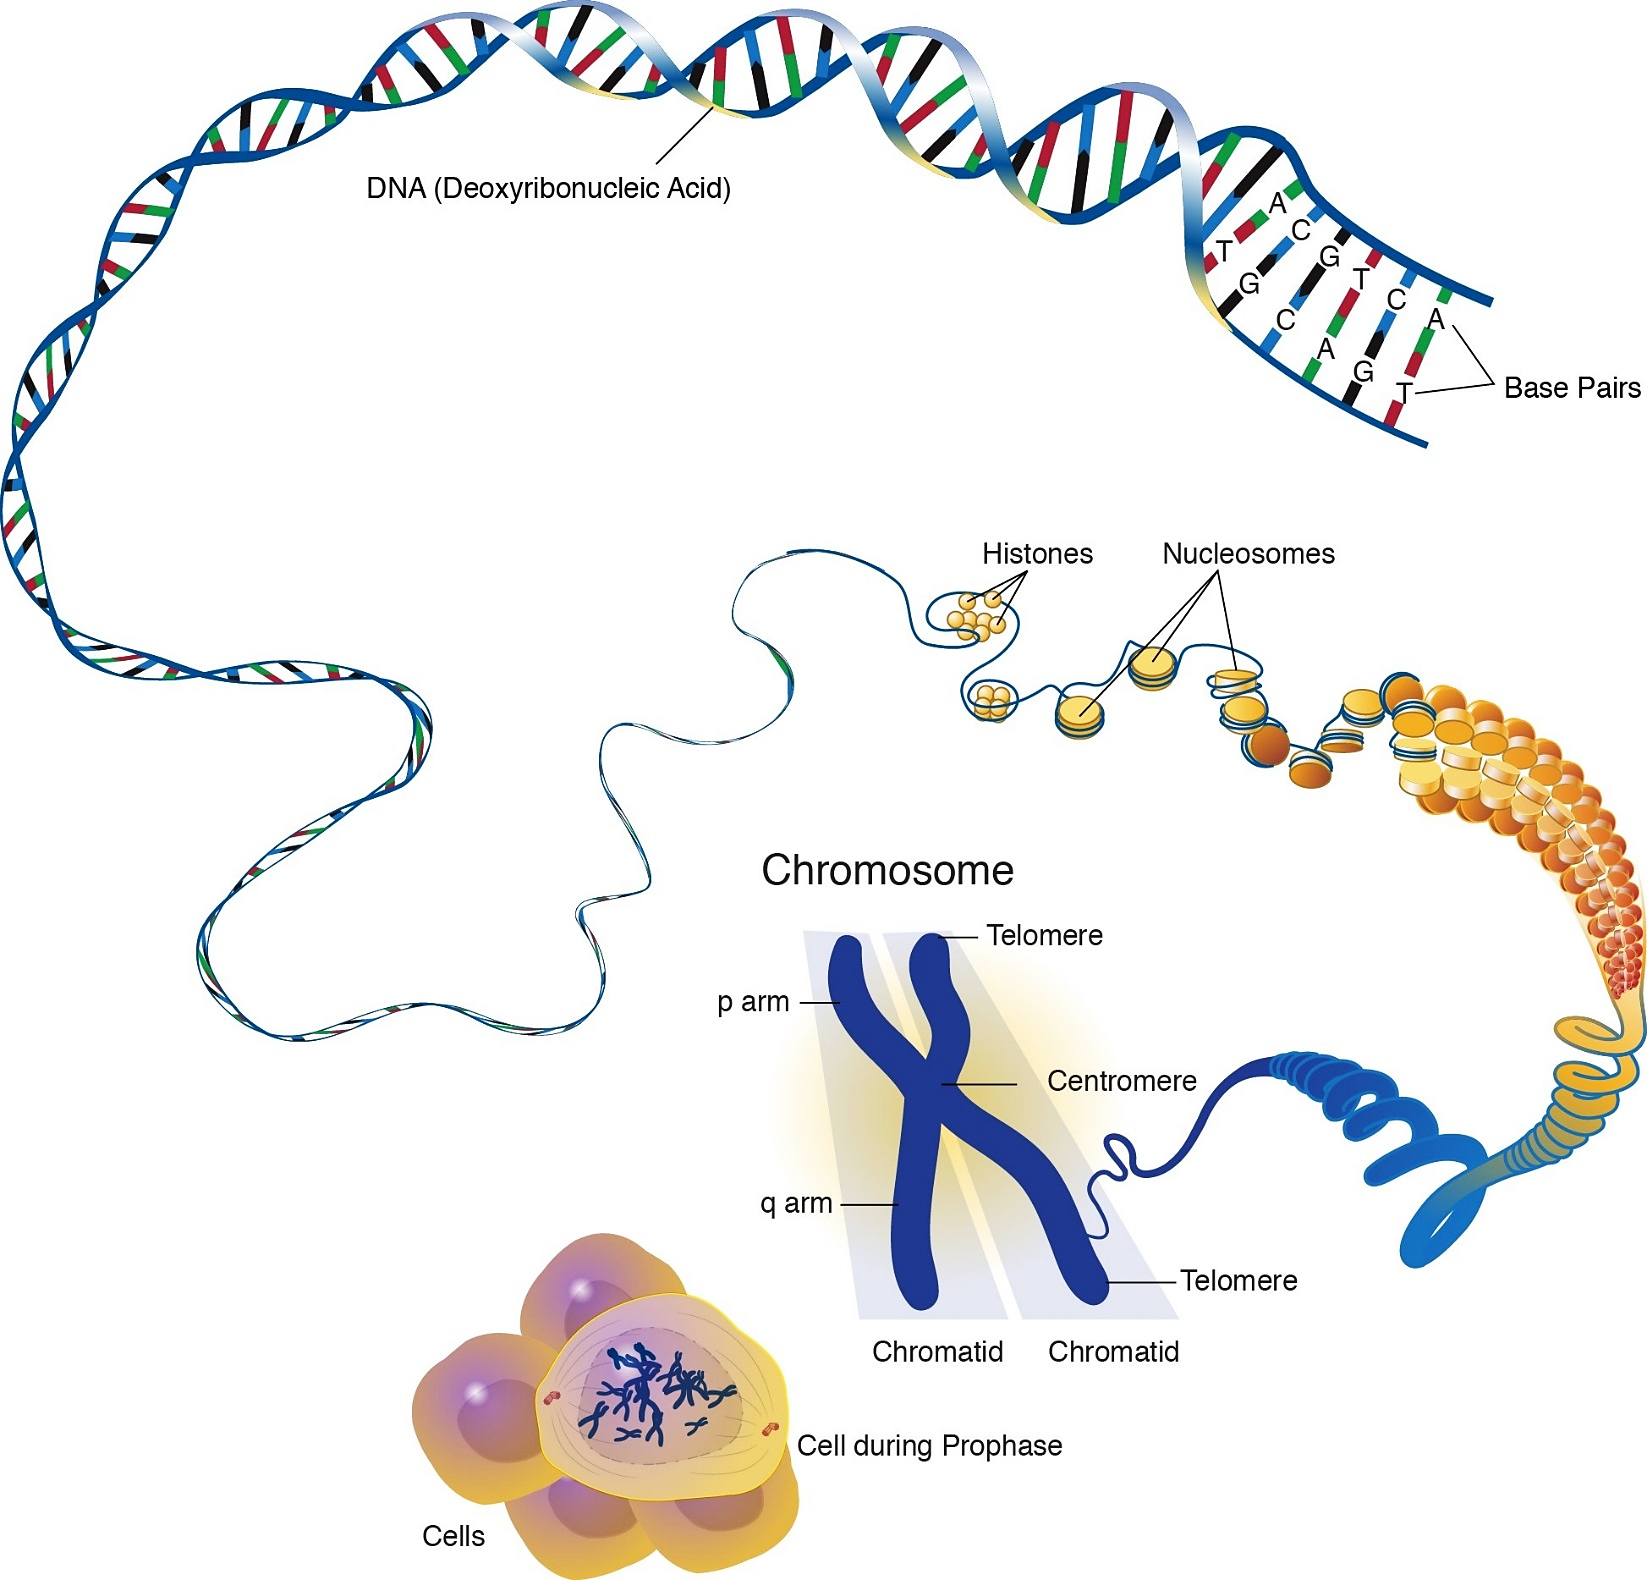 DNA (Deoxyribonucleic Acid)
A
C
G
T
C
A
T
G
C
A
G
T
Base Pairs
Histones
Nucleosomes
Chromosome
Telomere
p arm
Centromere
q arm
Telomere
Chromatid
Chromatid
Cell during Prophase
Cells